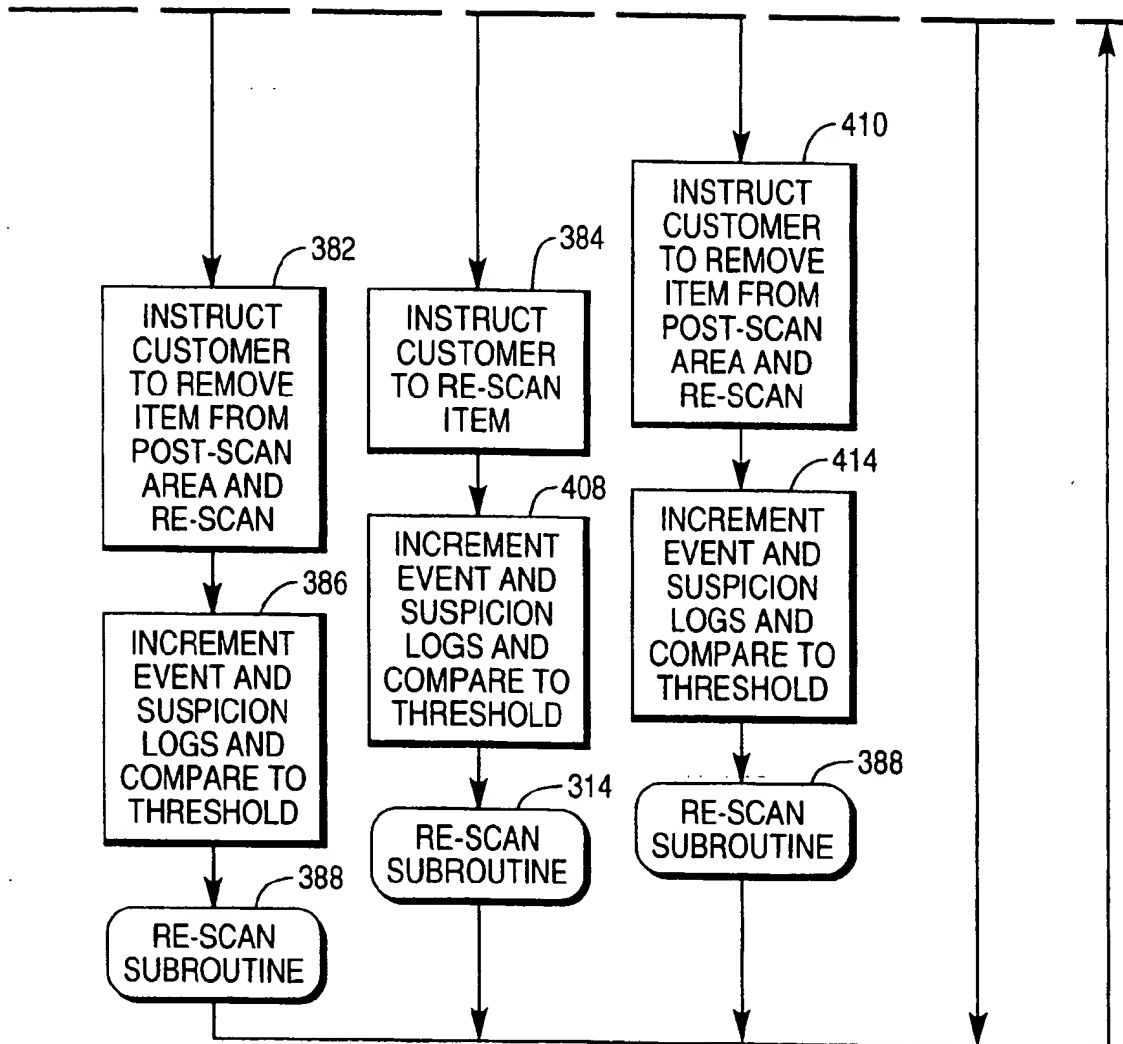 382
INSTRUCT
CUSTOMER
TO REMOVE
ITEM FROM
POST-SCAN
AREA AND
RE-SCAN
386
INCREMENT
EVENT AND
SUSPICION
LOGS AND
COMPARE TO
THRESHOLD
388
RE-SCAN
SUBROUTINE
384
INSTRUCT
CUSTOMER
TO RE-SCAN
ITEM
408
INCREMENT
EVENT AND
SUSPICION
LOGS AND
COMPARE TO
THRESHOLD
314
RE-SCAN
SUBROUTINE
410
INSTRUCT
CUSTOMER
TO REMOVE
ITEM FROM
POST-SCAN
AREA AND
RE-SCAN
414
INCREMENT
EVENT AND
SUSPICION
LOGS AND
COMPARE TO
THRESHOLD
388
RE-SCAN
SUBROUTINE